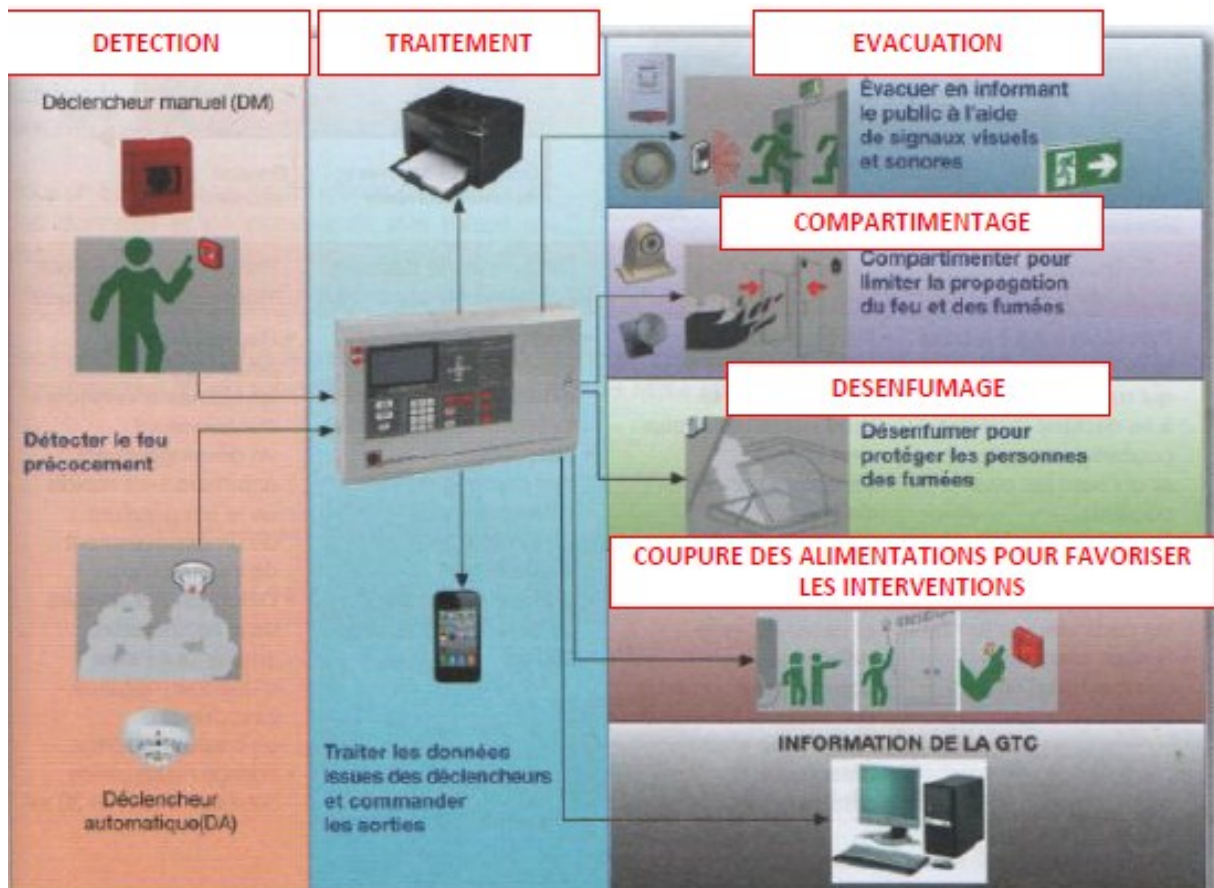 DETECTION
Déclencheur manuel (DM)
Détecter le feu
précocement
Déclencheur
automatique(DA)
TRAITEMENT
Traiter les données
issues des déclencheurs
et commander
les sorties
EVACUATION
Évacuer en informant
le public à l'aide
de signaux visuels
et sonores
COMPARTIMENTAGE
Compartimenter pour
limiter la propagation
du feu et des fumées
DESENFUMAGE
Désenfumer pour
protéger les personnes
des fumées
COUPURE DES ALIMENTATIONS POUR FAVORISER
LES INTERVENTIONS
INFORMATION DE LA GTC